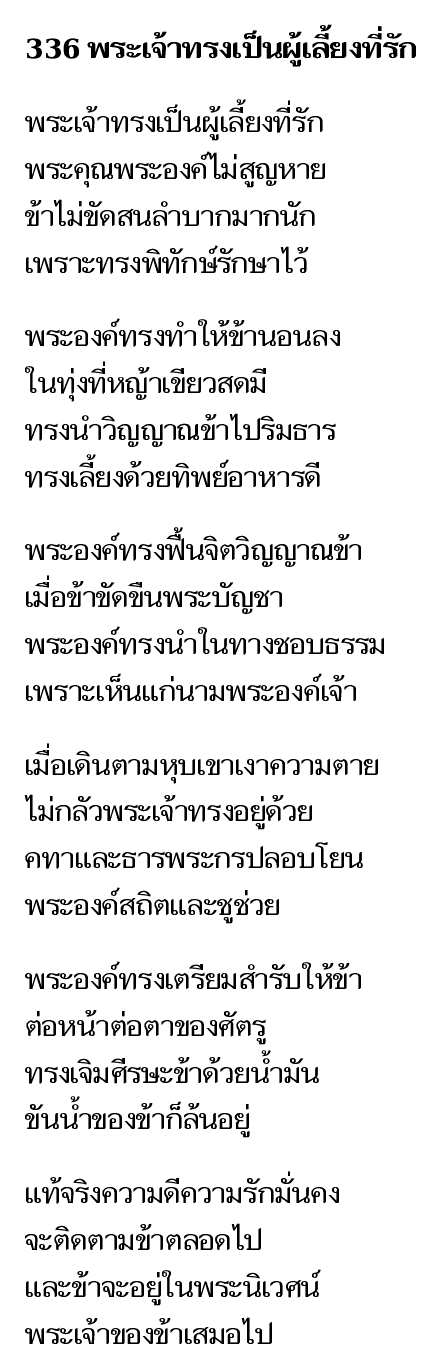 336 พระเจ้าทรงเป็นผู้เลี้ยงที่รัก
พระเจ้าทรงเป็นผู้เลี้ยงที่รัก
พระคุณพระองค์ไม่สูญหาย
ข้าไม่ขัดสนลำบากมากนัก
เพราะทรงพิทักษ์รักษาไว้
พระองค์ทรงทำให้ข้านอนลง
ในทุ่งที่หญ้าเขียวสดมี
ทรงนำวิญญาณข้าไปริมธาร
ทรงเลี้ยงด้วยทิพย์อาหารดี
พระองค์ทรงฟื้นจิตวิญญาณข้า
เมื่อข้าขัดขืนพระบัญชา
พระองค์ทรงนำในทางชอบธรรม
เพราะเห็นแก่นามพระองค์เจ้า
เมื่อเดินตามหุบเขาเงาความตาย
ไม่กลัวพระเจ้าทรงอยู่ด้วย
คทาและธารพระกรปลอบโยน
พระองค์สถิตและชูช่วย
พระองค์ทรงเตรียมสำรับให้ข้า
ต่อหน้าต่อตาของศัตรู
ทรงเจิมศีรษะข้าด้วยน้ำมัน
ขันน้ำของข้าก็ล้นอยู่
แท้จริงความดีความรักมั่นคง
จะติดตามข้าตลอดไป
และข้าจะอยู่ในพระนิเวศน์
พระเจ้าของข้าเสมอไป